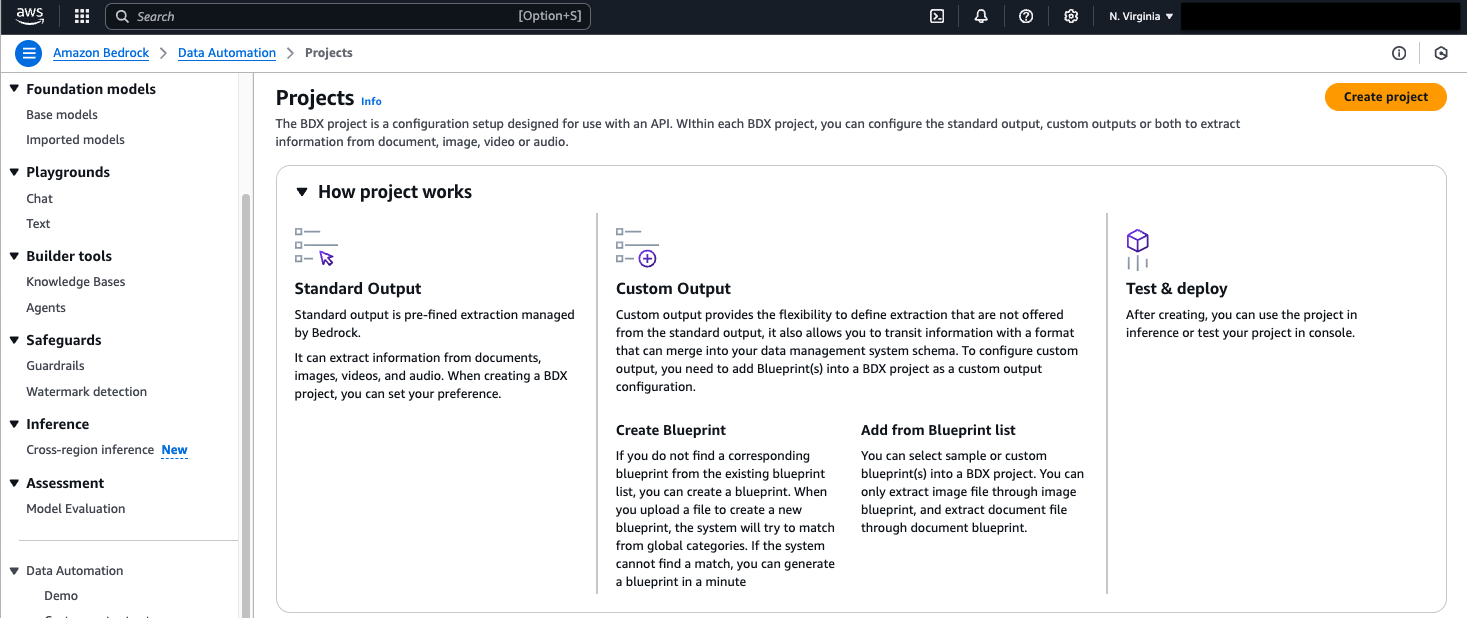 aws
Search
[Option+S]
N. Virginia
Amazon Bedrock
Data Automation
Projects
Foundation models
Base models
Imported models
Playgrounds
Chat
Text
Builder tools
Knowledge Bases
Agents
Safeguards
Guardrails
Watermark detection
Inference
Cross-region inference New
Assessment
Model Evaluation
Data Automation
Demo
Projects Info
Create project
The BDX project is a configuration setup designed for use with an API. WIthin each BDX project, you can configure the standard output, custom outputs or both to extract
information from document, image, video or audio.
How project works
Standard Output
Standard output is pre-fined extraction managed
by Bedrock.
It can extract information from documents,
images, videos, and audio. When creating a BDX
project, you can set your preference.
Custom Output
Custom output provides the flexibility to define extraction that are not offered
from the standard output, it also allows you to transit information with a format
that can merge into your data management system schema. To configure custom
output, you need to add Blueprint(s) into a BDX project as a custom output
configuration.
Create Blueprint
If you do not find a corresponding
blueprint from the existing blueprint
list, you can create a blueprint. When
you upload a file to create a new
blueprint, the system will try to match
from global categories. If the system
cannot find a match, you can generate
a blueprint in a minute
Add from Blueprint list
You can select sample or custom
blueprint(s) into a BDX project. You can
only extract image file through image
blueprint, and extract document file
through document blueprint.
Test & deploy
After creating, you can use the project in
inference or test your project in console.